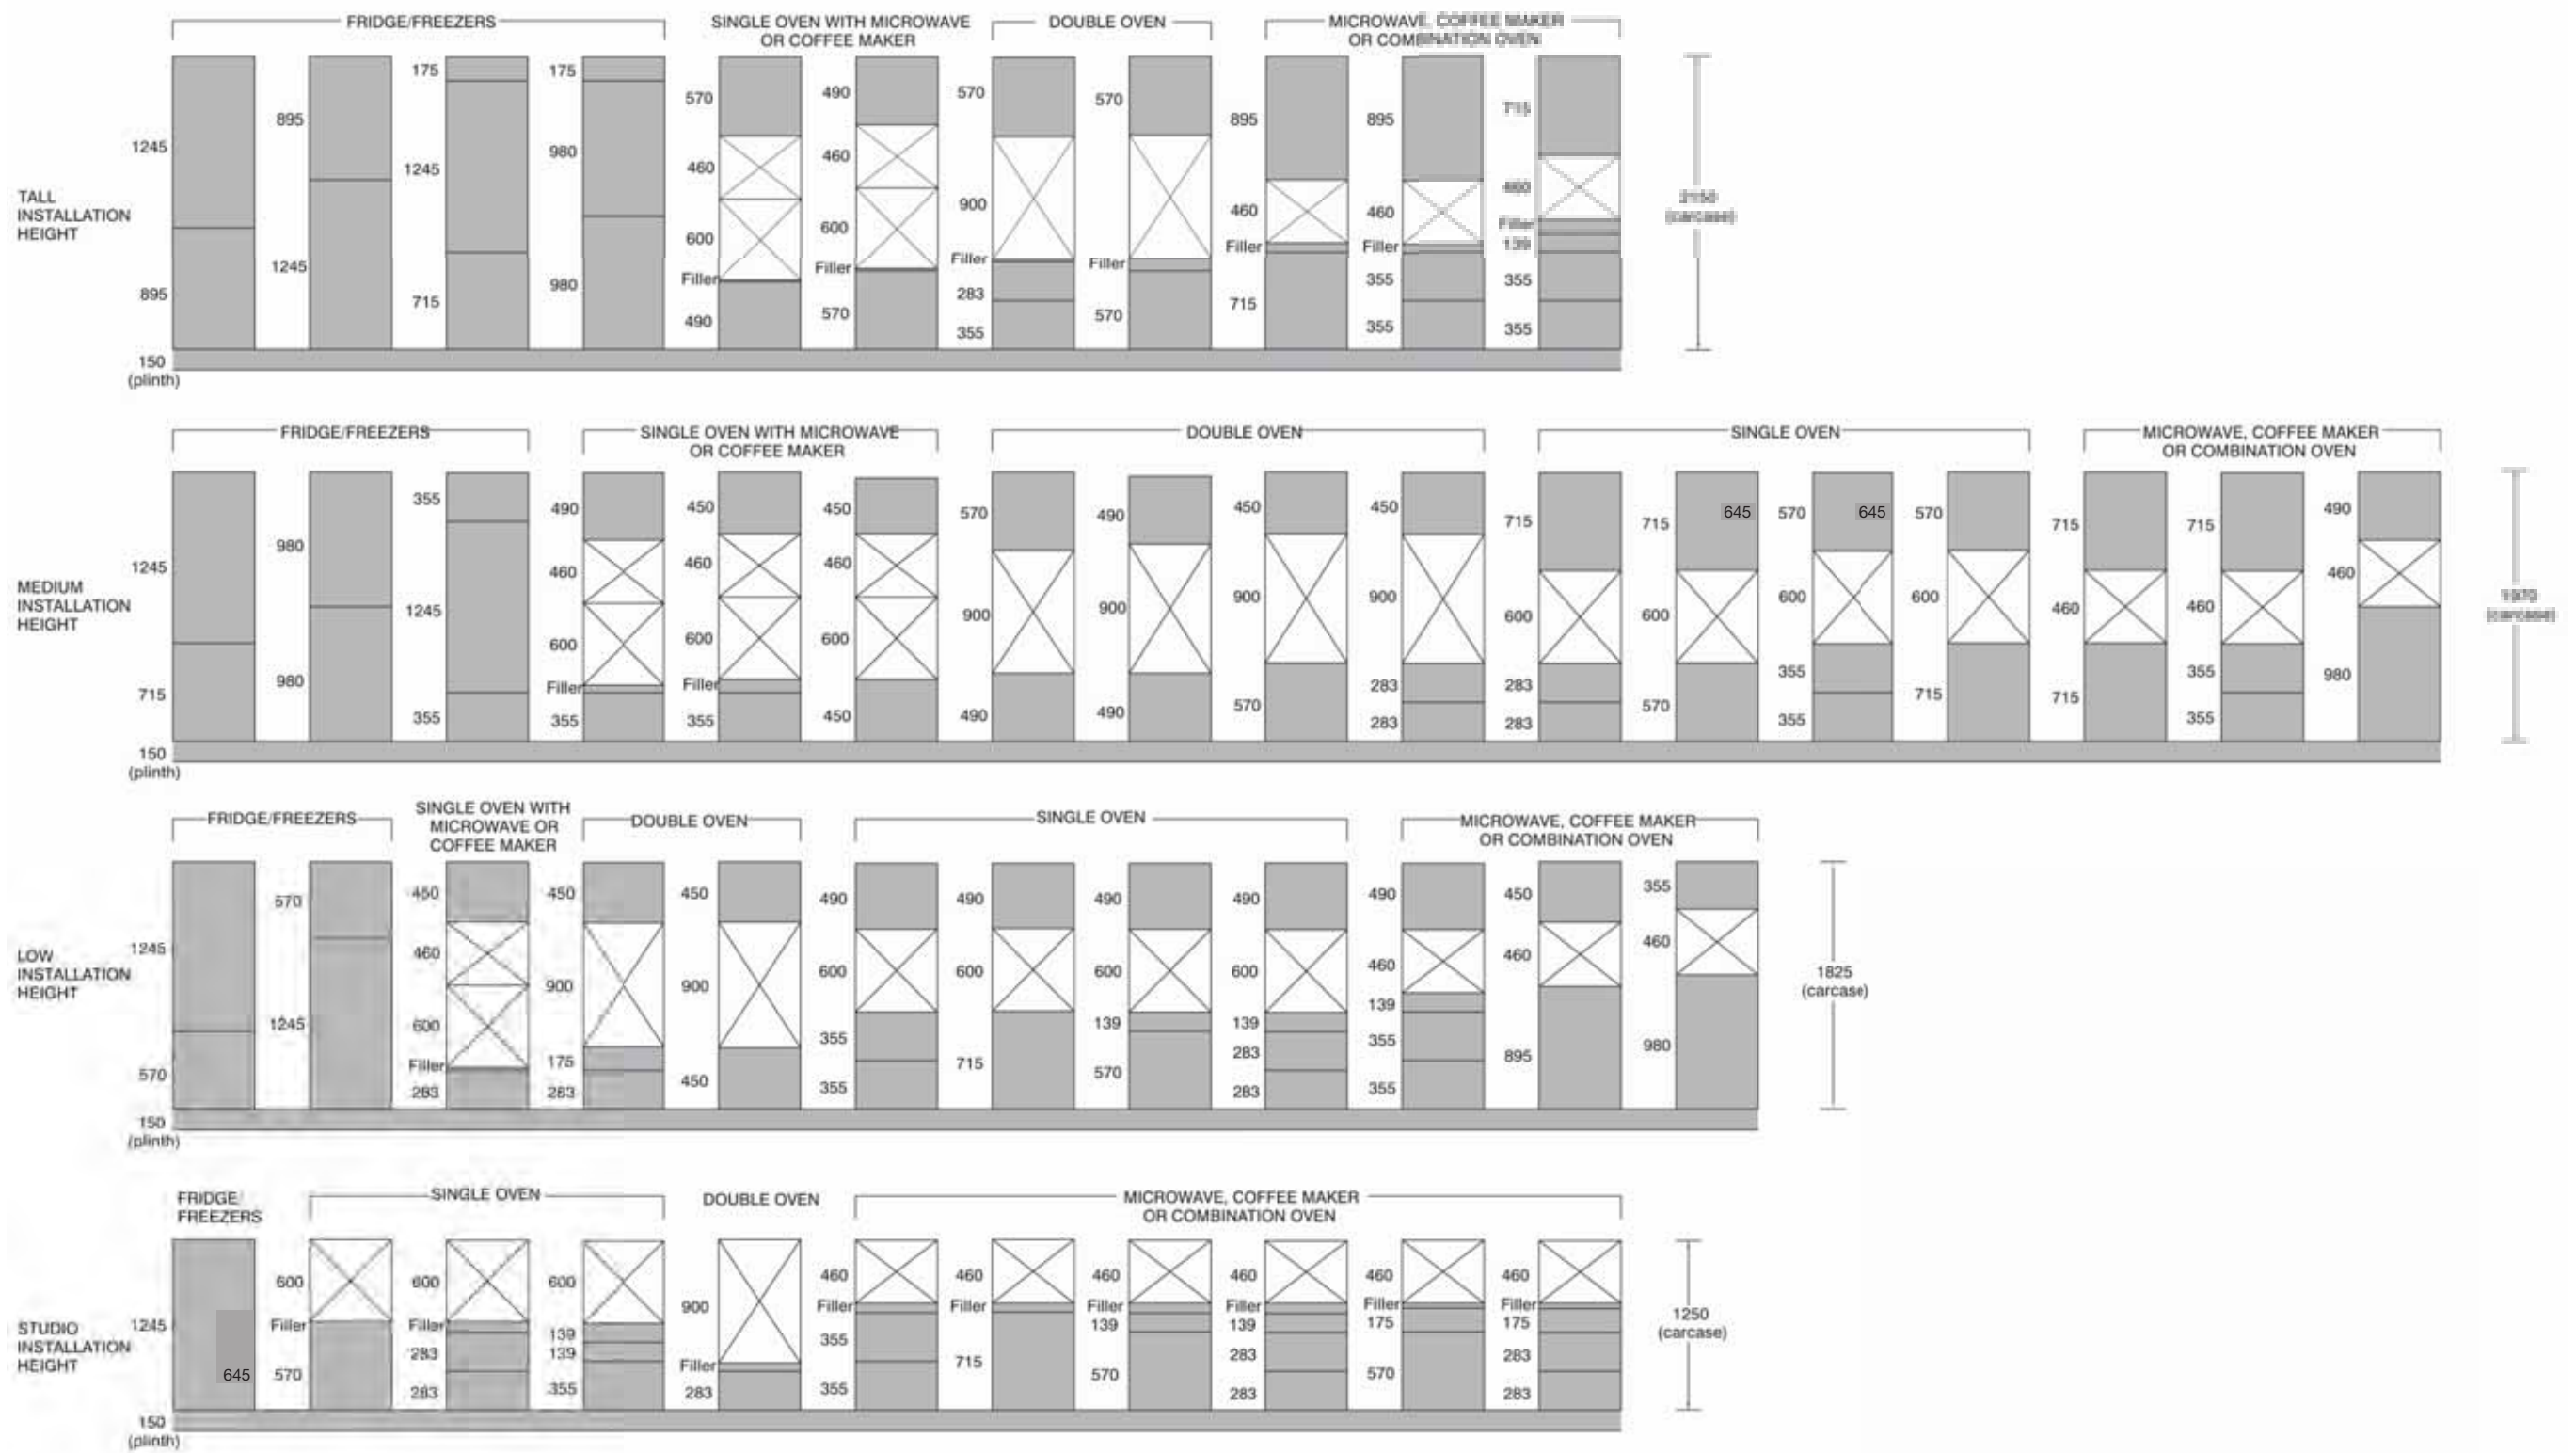 FRIDGE/FREEZERS
SINGLE OVEN WITH MICROWAVE
OR COFFEE MAKER
DOUBLE OVEN
MICROWAVE, COFFEE MAKER
OR COMBINATION OVEN
TALL
INSTALLATION
HEIGHT
1245
895
895
1245
175
1245
715
175
980
980
570
460
600
Filler
490
490
460
600
Filler
570
570
900
Filler
283
355
570
Filler
570
895
460
Filler
715
895
460
Filler
355
355
715
460
Filler
139
355
355
2150
(carcase)
150
(plinth)
FRIDGE/FREEZERS
SINGLE OVEN WITH MICROWAVE
OR COFFEE MAKER
DOUBLE OVEN
SINGLE OVEN
MICROWAVE, COFFEE MAKER
OR COMBINATION OVEN
MEDIUM
INSTALLATION
HEIGHT
1245
715
980
980
355
1245
355
490
460
600
Filler
355
450
460
600
Filler
355
450
460
600
450
570
900
490
490
900
490
450
900
570
450
900
283
283
715
600
283
283
715
600
570
645
570
600
355
355
645
570
600
715
715
460
715
715
460
355
355
490
460
980
1970
(carcase)
150
(plinth)
FRIDGE/FREEZERS
SINGLE OVEN WITH
MICROWAVE OR
COFFEE MAKER
DOUBLE OVEN
SINGLE OVEN
MICROWAVE, COFFEE MAKER
OR COMBINATION OVEN
LOW
INSTALLATION
HEIGHT
1245
570
570
1245
450
460
600
Filler
283
450
900
175
283
450
900
450
490
600
355
355
490
600
715
490
600
139
570
490
600
139
283
283
490
460
139
355
355
450
460
895
355
460
980
1825
(carcase)
150
(plinth)
FRIDGE/
FREEZERS
SINGLE OVEN
DOUBLE OVEN
MICROWAVE, COFFEE MAKER
OR COMBINATION OVEN
STUDIO
INSTALLATION
HEIGHT
1245
645
600
Filler
570
600
Filler
283
283
600
139
139
355
900
Filler
283
460
Filler
355
355
460
Filler
715
460
Filler
139
570
460
Filler
139
283
283
460
Filler
175
570
460
Filler
175
283
283
1250
(carcase)
150
(plinth)